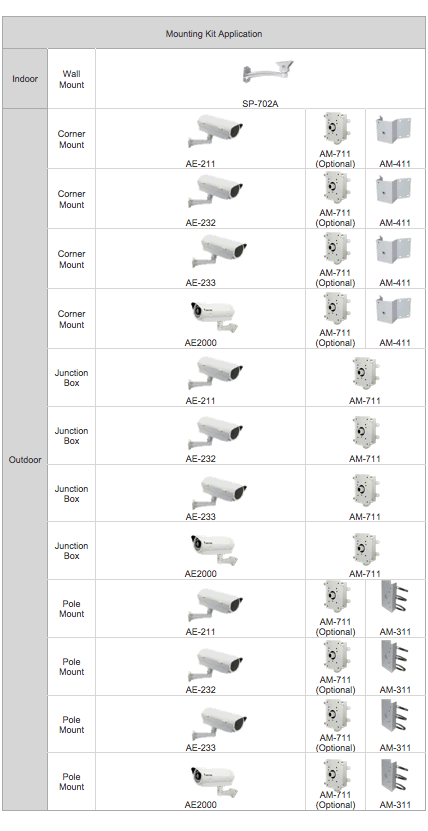 Mounting Kit Application
Indoor
Wall
Mount
SP-702A
Outdoor
Corner
Mount
AE-211
AM-711
(Optional)
AM-411
Corner
Mount
AE-232
AM-711
(Optional)
AM-411
Corner
Mount
AE-233
AM-711
(Optional)
AM-411
Corner
Mount
AE2000
AM-711
(Optional)
AM-411
Junction
Box
AE-211
AM-711
Junction
Box
AE-232
AM-711
Junction
Box
AE-233
AM-711
Junction
Box
AE2000
AM-711
Pole
Mount
AE-211
AM-711
(Optional)
AM-311
Pole
Mount
AE-232
AM-711
(Optional)
AM-311
Pole
Mount
AE-233
AM-711
(Optional)
AM-311
Pole
Mount
AE2000
AM-711
(Optional)
AM-311